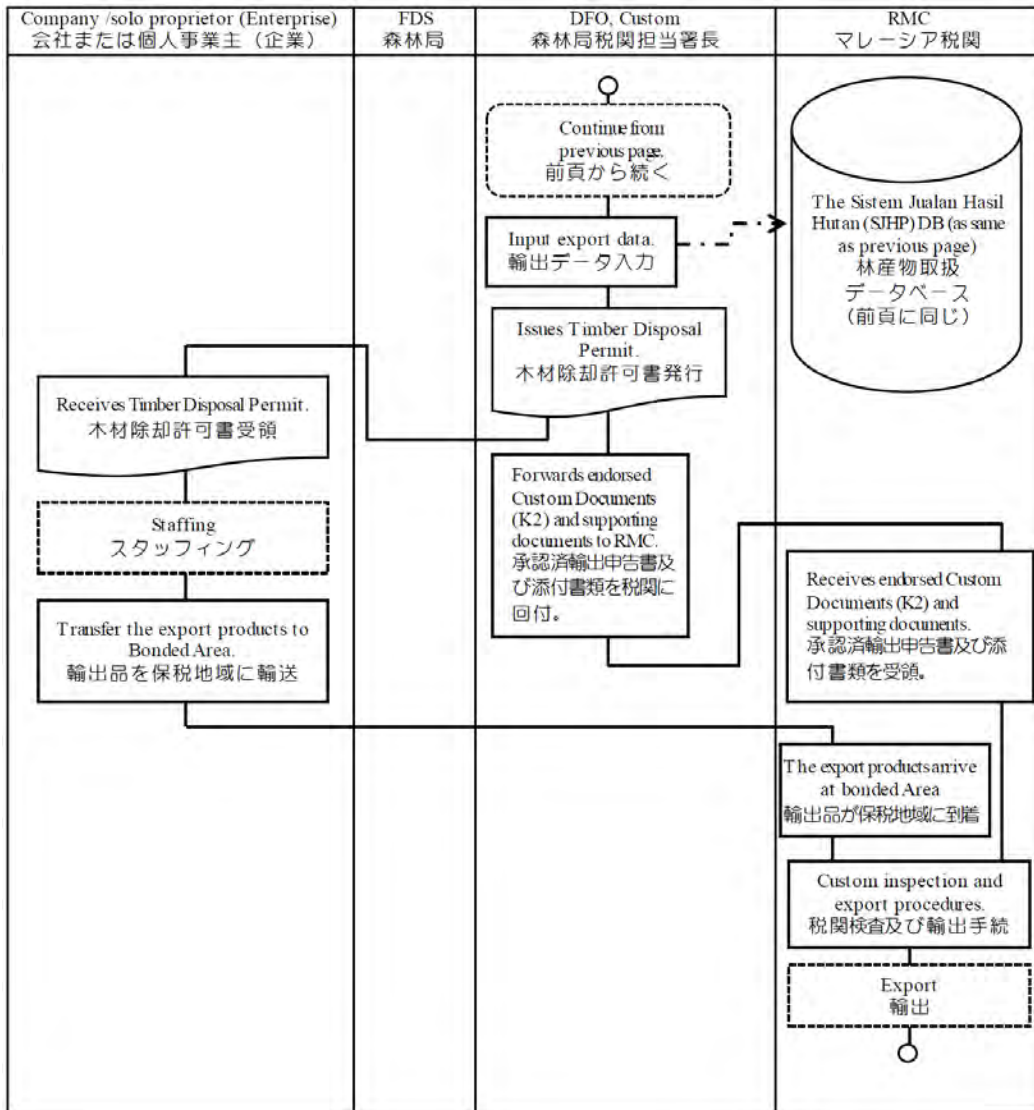 Company /solo proprietor (Enterprise)
会社または個人事業主（企業）
FDS
森林局
DFO, Custom
森林局税関担当署長
RMC
マレーシア税関
Continue from
previous page.
前頁から続く
Input export data.
輸出データ入力
The Sistem Jualan Hasil
Hutan (SJHP) DB (as same
as previous page)
林産物取扱
データベース
（前頁に同じ）
Issues Timber Disposal
Permit.
木材除却許可書発行
Receives Timber Disposal Permit.
木材除却許可書受領
Staffing
スタッフィング
Transfer the export products to
Bonded Area.
輸出品を保税地域に輸送
Forwards endorsed
Custom Documents
(K2) and supporting
documents to RMC.
承認済輸出申告書及
び添付書類を税関に
回付。
Receives endorsed Custom
Documents (K2) and
supporting documents.
承認済輸出申告書及び添
付書類を受領。
The export products arrive
at bonded Area
輸出品が保税地域に到着
Custom inspection and
export procedures.
税関検査及び輸出手続
Export
輸出